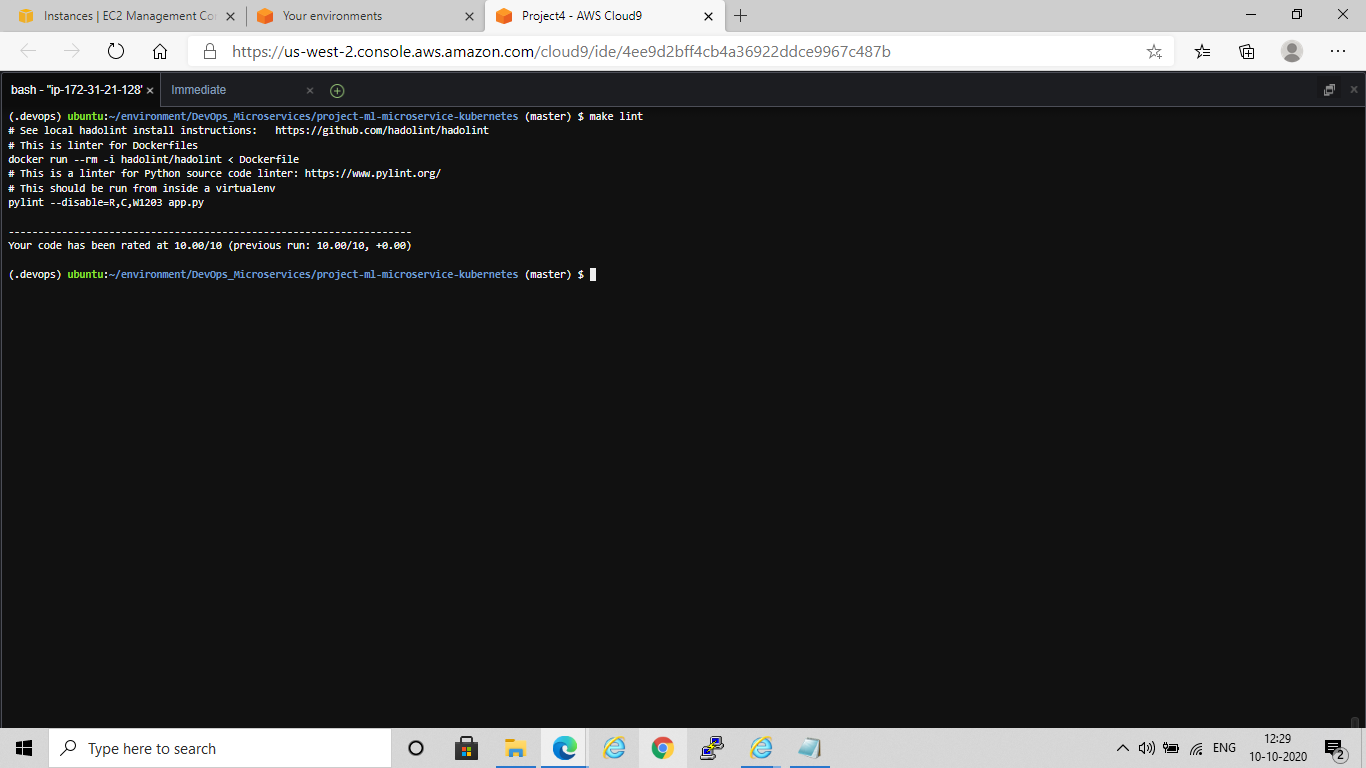 Instances | EC2 Management Co
Your environments
Project4 - AWS Cloud9
https://us-west-2.console.aws.amazon.com/cloud9/ide/4ee9d2bff4cb4a36922ddce9967c487b
bash - "ip-172-31-21-128"
Immediate
(.devops) ubuntu:~/environment/DevOps_Microservices/project-ml-microservice-kubernetes (master) $ make lint
# See local hadolint install instructions:   https://github.com/hadolint/hadolint
# This is linter for Dockerfiles
docker run --rm -i hadolint/hadolint < Dockerfile
# This is a linter for Python source code linter: https://www.pylint.org/
# This should be run from inside a virtualenv
pylint --disable=R,C,W1203 app.py
--------------------------------------------------------------------
Your code has been rated at 10.00/10 (previous run: 10.00/10, +0.00)
(.devops) ubuntu:~/environment/DevOps_Microservices/project-ml-microservice-kubernetes (master) $
Type here to search
ENG
12:29
10-10-2020
2